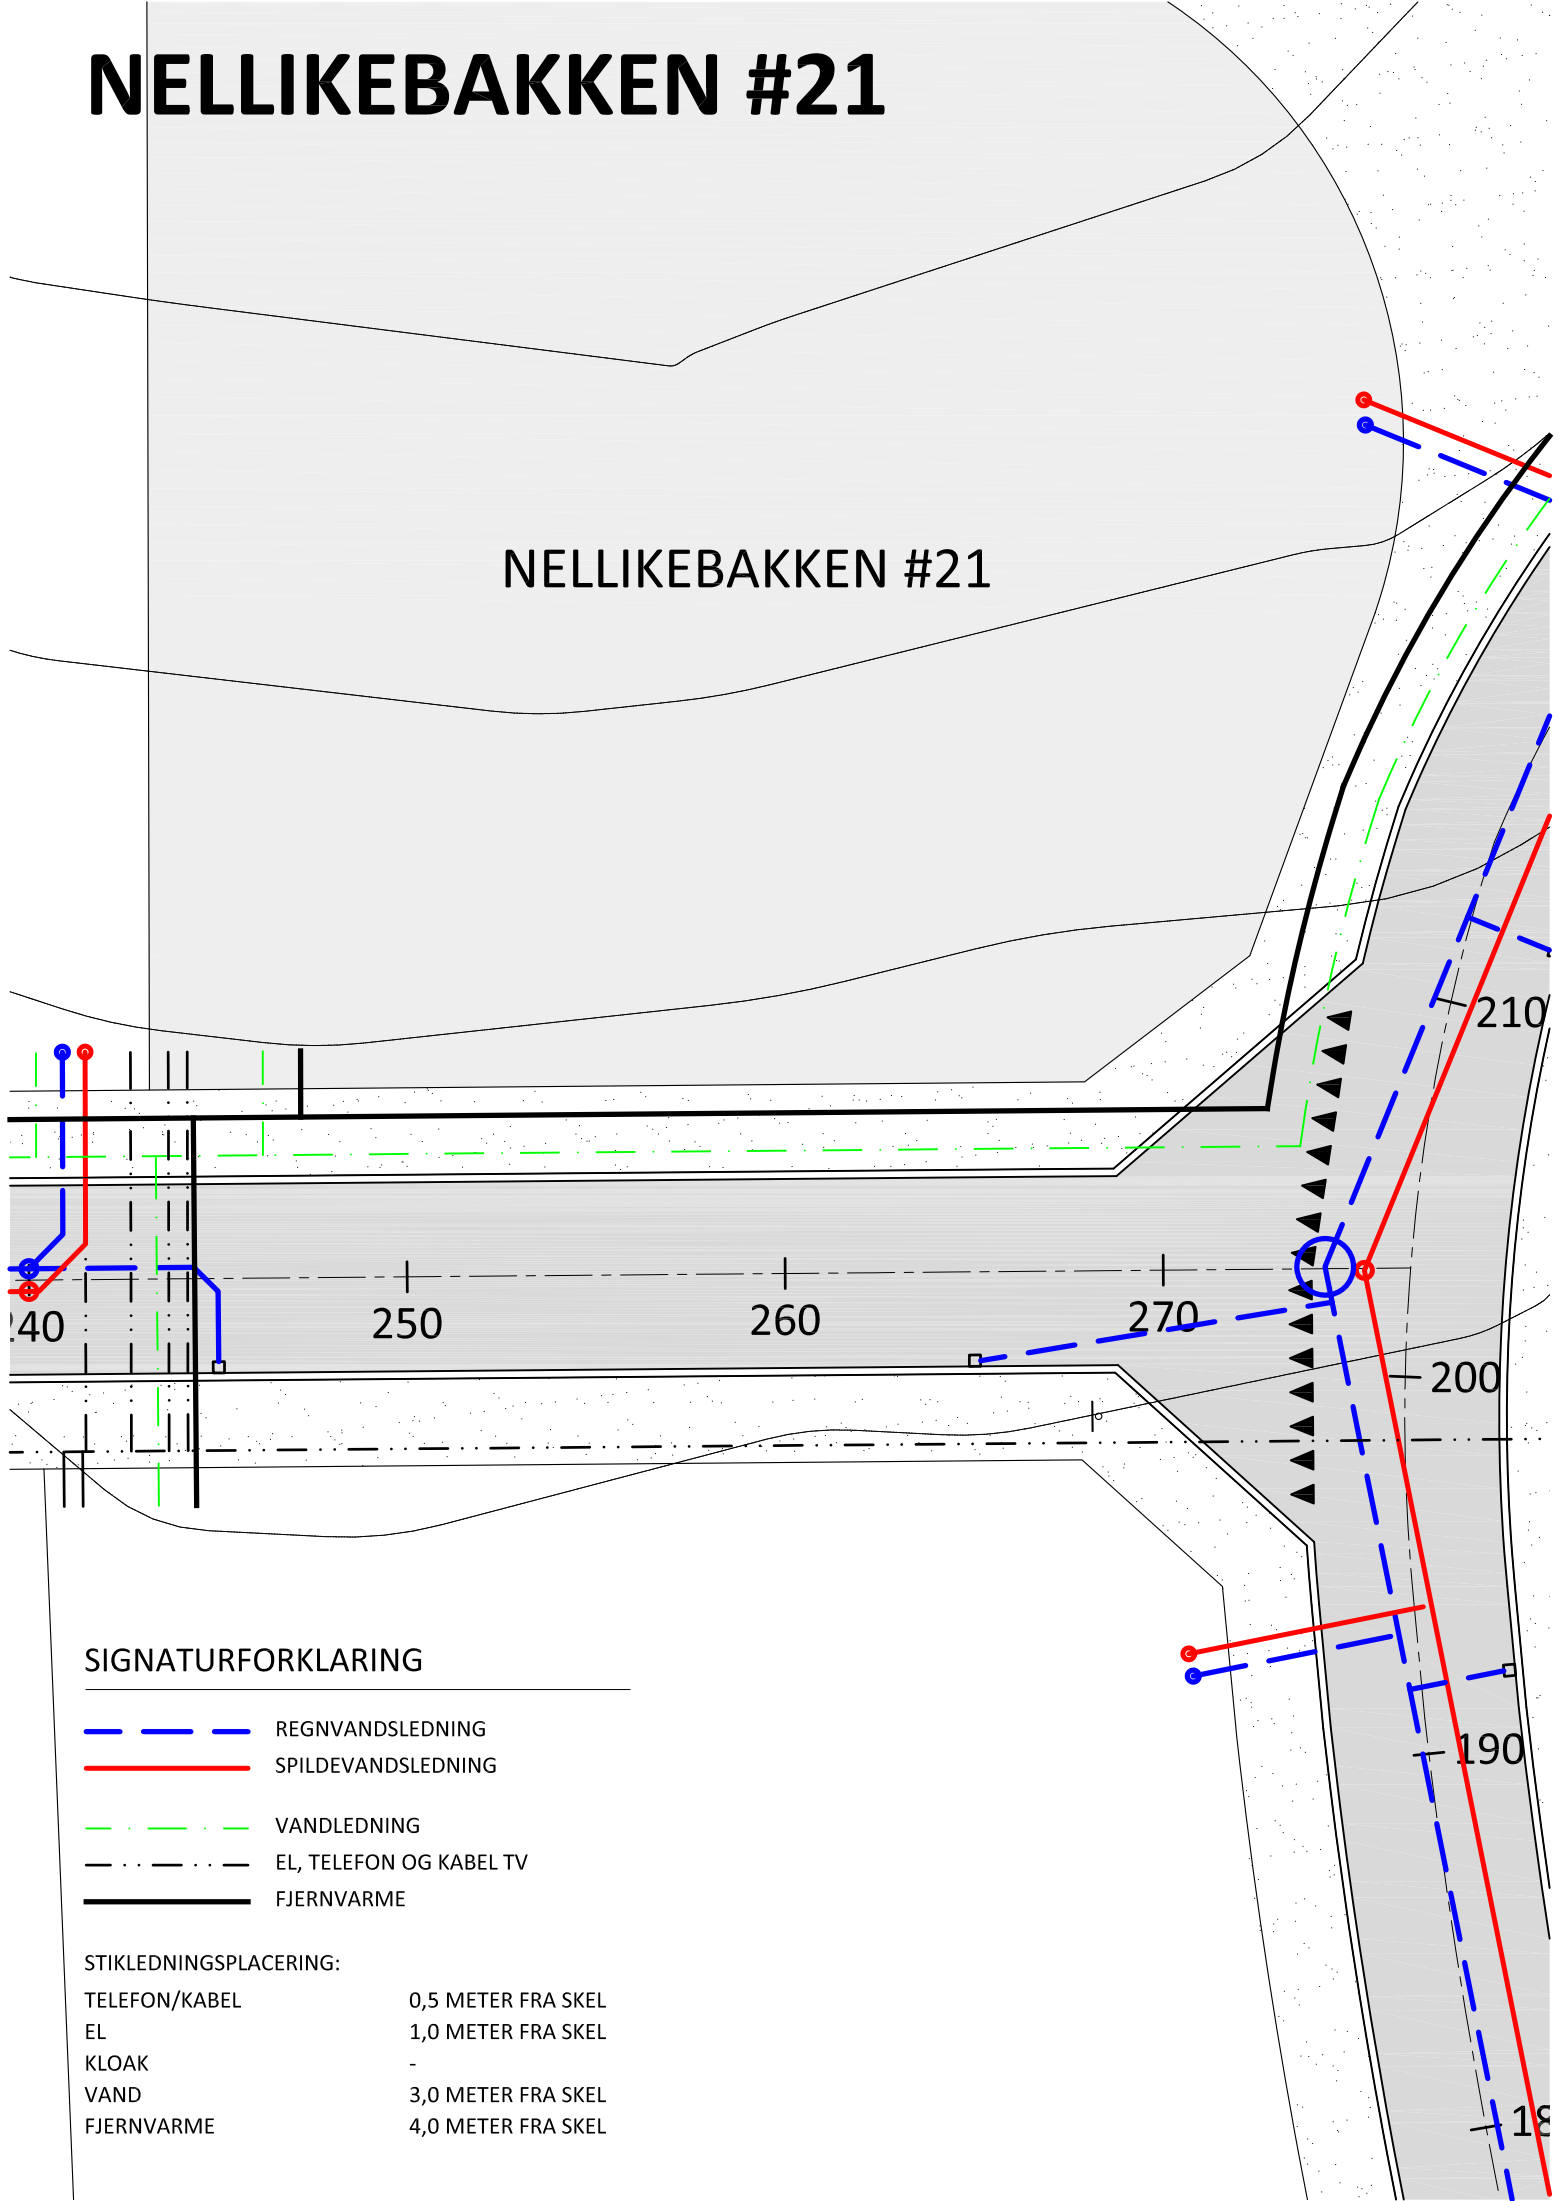 NELLIKEBAKKEN #21
NELLIKEBAKKEN #21
210
240
250
260
270
200
SIGNATURFORKLARING
REGNVANDSLEDNING
SPILDEVANDSLEDNING
190
VANDLEDNING
EL, TELEFON OG KABEL TV
FJERNVARME
STIKLEDNINGSPLACERING:
TELEFON/KABEL 0,5 METER FRA SKEL
EL 1,0 METER FRA SKEL
KLOAK -
VAND 3,0 METER FRA SKEL
FJERNVARME 4,0 METER FRA SKEL
18